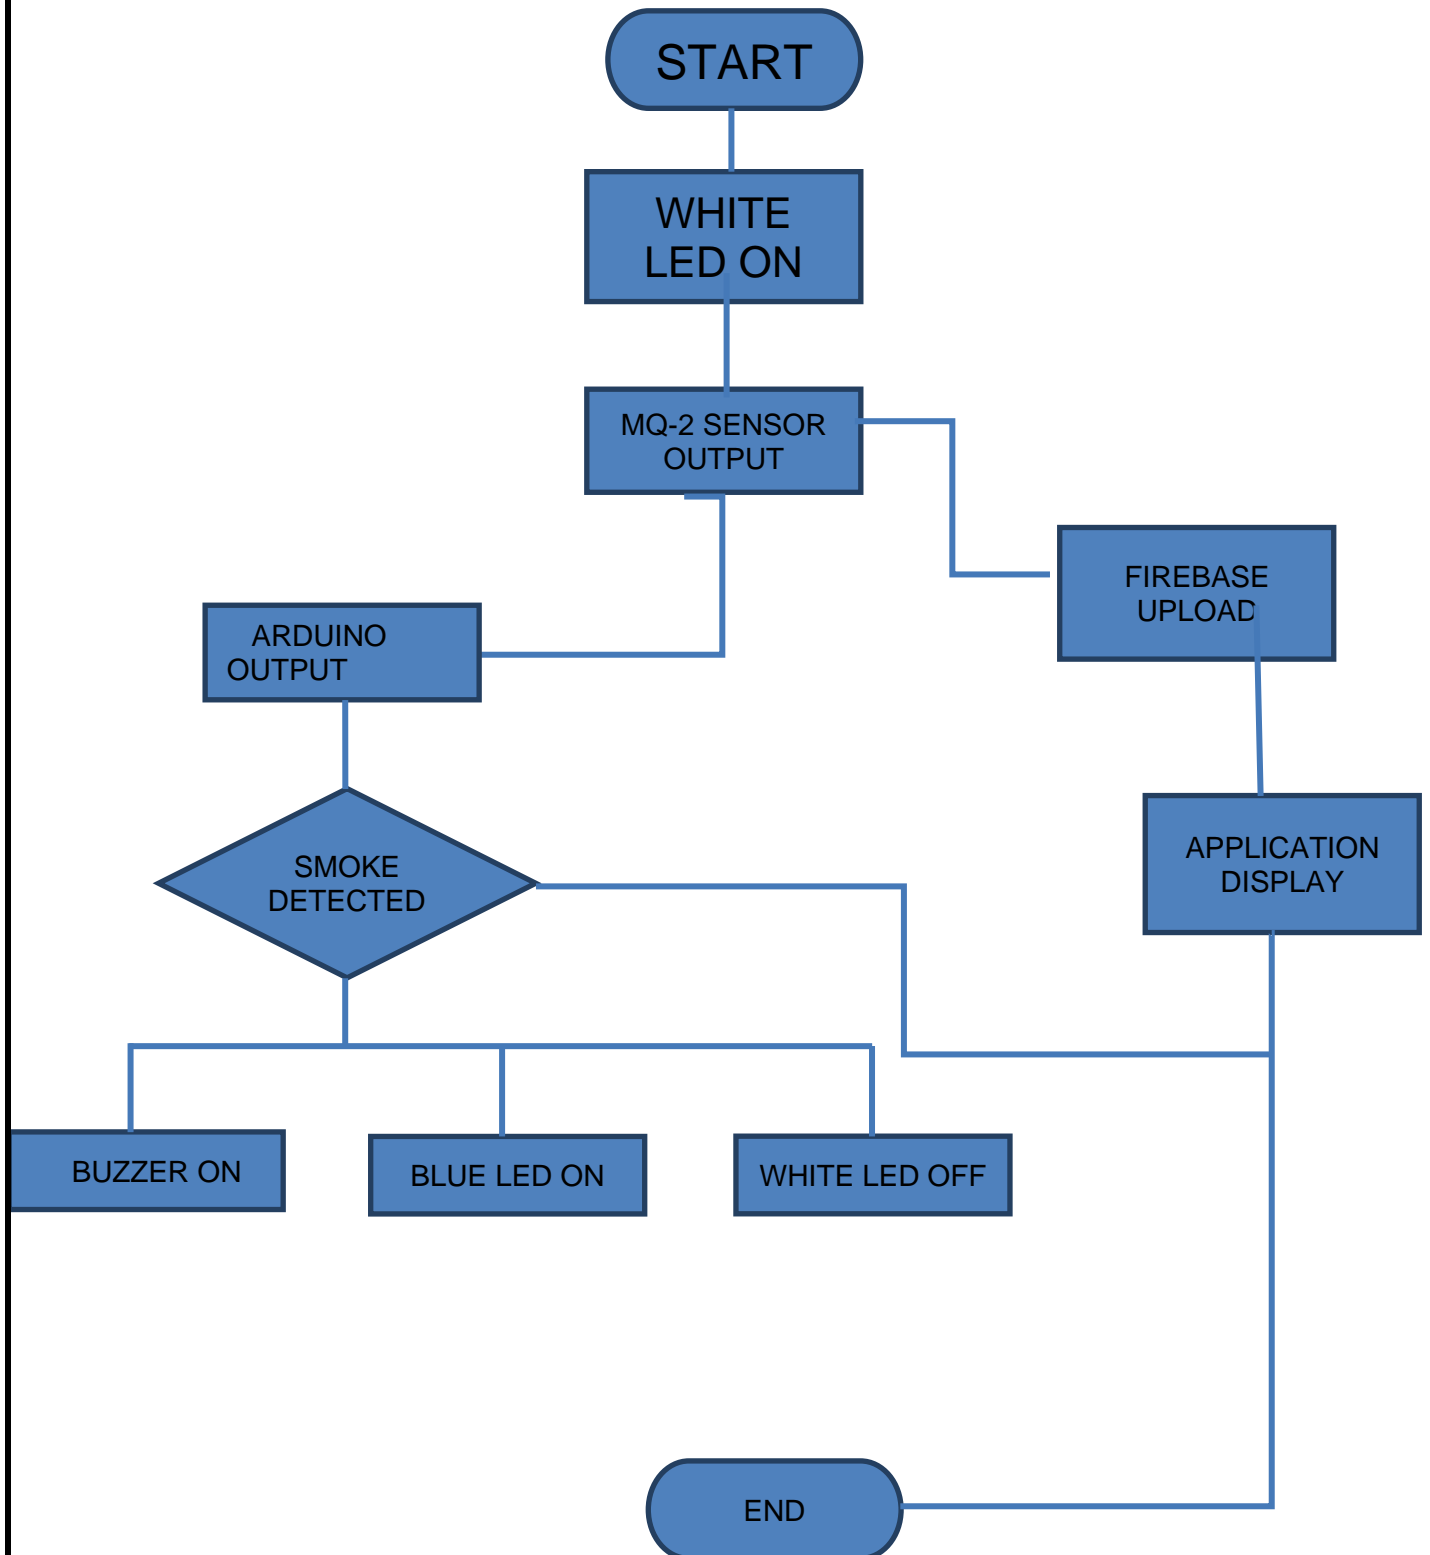 START
WHITE
LED ON
MQ-2 SENSOR
OUTPUT
FIREBASE
UPLOAD
ARDUINO
OUTPUT
SMOKE
DETECTED
APPLICATION
DISPLAY
BUZZER ON
BLUE LED ON
WHITE LED OFF
END